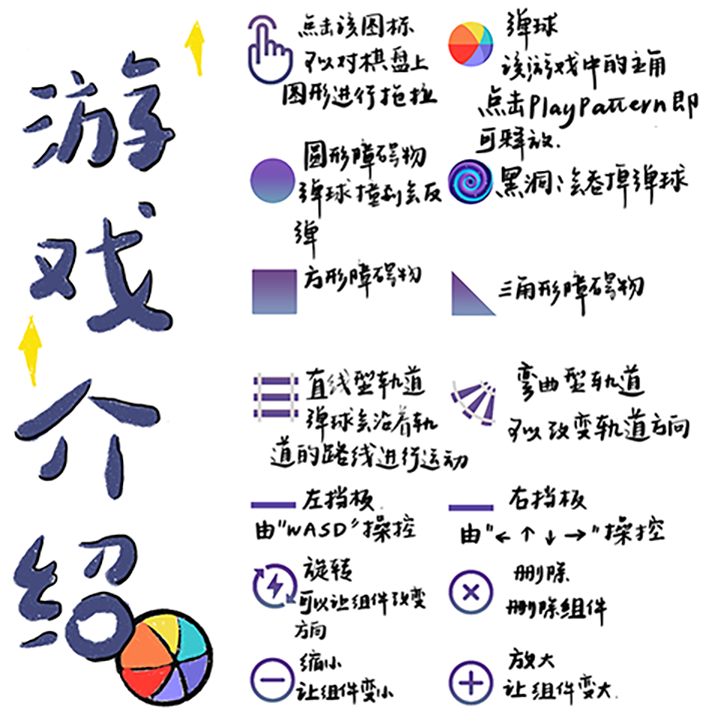 游戏介绍
点击该图标
可以对棋盘上
图形进行拖拉
弹球
该游戏中的主角
点击PlayPattern即
可释放.
圆形障碍物
弹球撞到会反
弹
黑洞:会卷掉弹球
方形障碍物
三角形障碍物
直线型轨道
弹球会沿着轨
道的路线进行运动
弯曲型轨道
可以改变轨道方向
左挡板.
由"WASD"操控
右挡板
由"← ↑ ↓ →"操控
旋转
可以让组件改变
方向
删除
删除组件
缩小
让组件变小
放大
让组件变大.